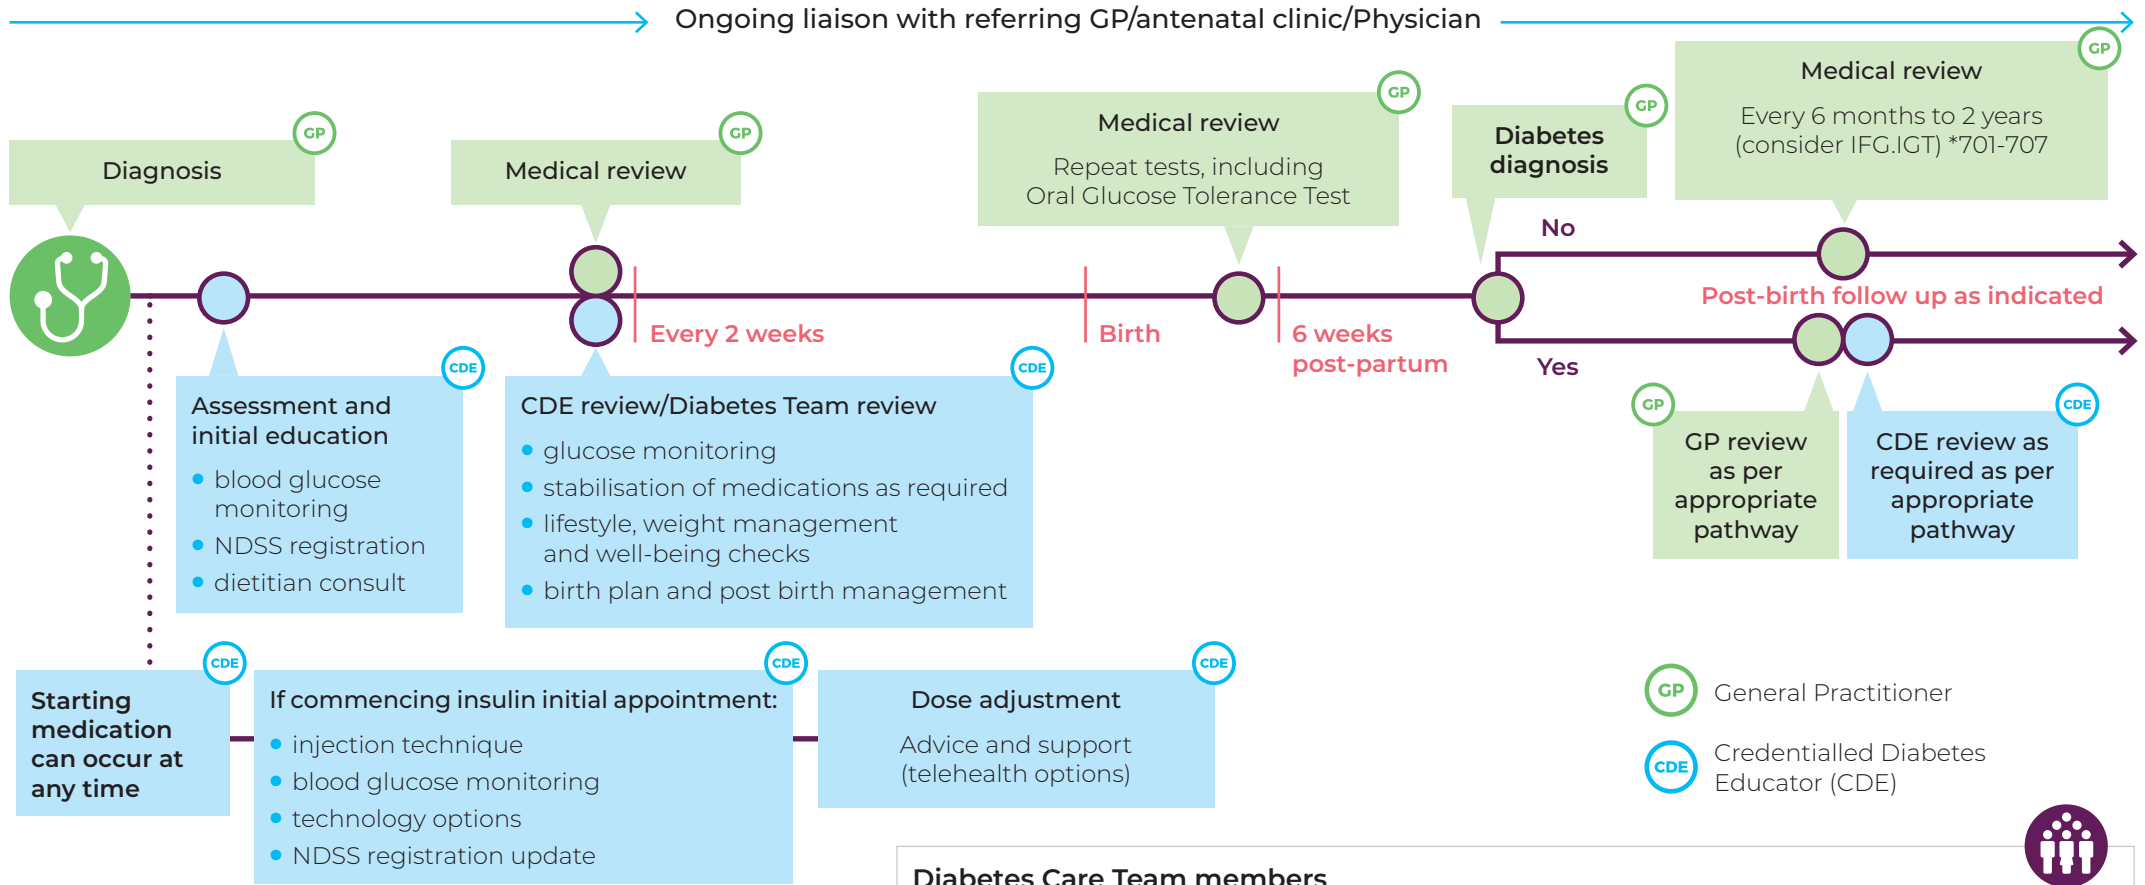 Ongoing liaison with referring GP/antenatal clinic/Physician
GP
Diagnosis
GP
Medical review
GP
Medical review
Repeat tests, including
Oral Glucose Tolerance Test
GP
Diabetes
diagnosis
GP
Medical review
Every 6 months to 2 years
(consider IFG.IGT) *701-707
No
Post-birth follow up as indicated
Every 2 weeks
Birth
6 weeks
post-partum
Yes
CDE
Assessment and
initial education
blood glucose
monitoring
NDSS registration
dietitian consult
CDE
CDE review/Diabetes Team review
glucose monitoring
stabilisation of medications as required
lifestyle, weight management
and well-being checks
birth plan and post birth management
GP
GP review
as per
appropriate
pathway
CDE
CDE review as
required as per
appropriate
pathway
CDE
Starting
medication
can occur at
any time
CDE
If commencing insulin initial appointment:
injection technique
blood glucose monitoring
technology options
NDSS registration update
CDE
Dose adjustment
Advice and support
(telehealth options)
GP
General Practitioner
CDE
Credentialled Diabetes
Educator (CDE)
Diabetes Care Team members